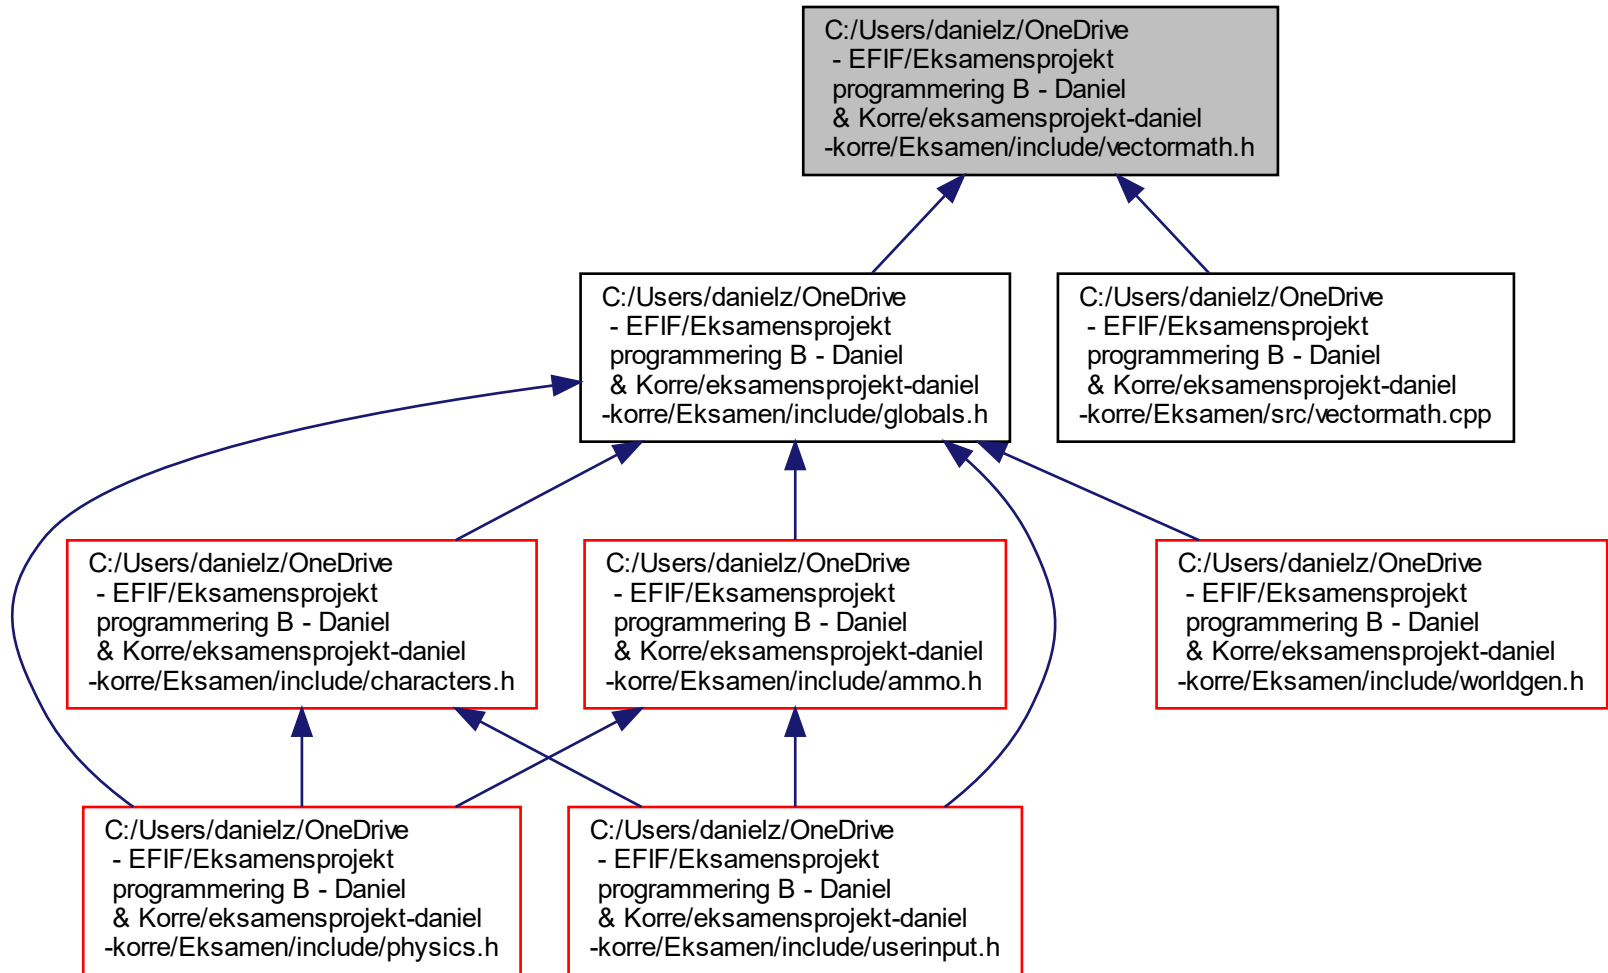 C:/Users/danielz/OneDrive
- EFIF/Eksamensprojekt
programmering B - Daniel
& Korre/eksamensprojekt-daniel
-korre/Eksamen/include/vectormath.h
C:/Users/danielz/OneDrive
- EFIF/Eksamensprojekt
programmering B - Daniel
& Korre/eksamensprojekt-daniel
-korre/Eksamen/include/globals.h
C:/Users/danielz/OneDrive
- EFIF/Eksamensprojekt
programmering B - Daniel
& Korre/eksamensprojekt-daniel
-korre/Eksamen/src/vectormath.cpp
C:/Users/danielz/OneDrive
- EFIF/Eksamensprojekt
programmering B - Daniel
& Korre/eksamensprojekt-daniel
-korre/Eksamen/include/characters.h
C:/Users/danielz/OneDrive
- EFIF/Eksamensprojekt
programmering B - Daniel
& Korre/eksamensprojekt-daniel
-korre/Eksamen/include/ammo.h
C:/Users/danielz/OneDrive
- EFIF/Eksamensprojekt
programmering B - Daniel
& Korre/eksamensprojekt-daniel
-korre/Eksamen/include/worldgen.h
C:/Users/danielz/OneDrive
- EFIF/Eksamensprojekt
programmering B - Daniel
& Korre/eksamensprojekt-daniel
-korre/Eksamen/include/physics.h
C:/Users/danielz/OneDrive
- EFIF/Eksamensprojekt
programmering B - Daniel
& Korre/eksamensprojekt-daniel
-korre/Eksamen/include/userinput.h